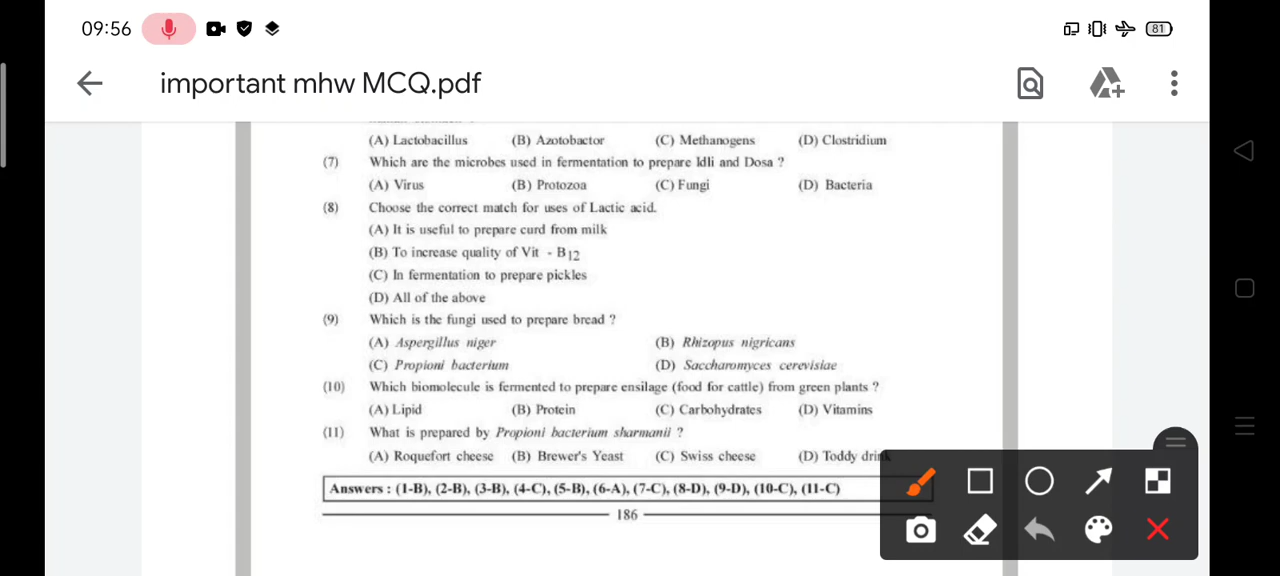 09:56
81
important mhw MCQ.pdf
(A) Lactobacillus (B) Azotobactor (C) Methanogens (D) Clostridium
(7) Which are the microbes used in fermentation to prepare Idli and Dosa ?
(A) Virus (B) Protozoa (C) Fungi (D) Bacteria
(8) Choose the correct match for uses of Lactic acid.
(A) It is useful to prepare curd from milk
(B) To increase quality of Vit - B12
(C) In fermentation to prepare pickles
(D) All of the above
(9) Which is the fungi used to prepare bread ?
(A) Aspergillus niger (B) Rhizopus nigricans
(C) Propioni bacterium (D) Saccharomyces cerevisiae
(10) Which biomolecule is fermented to prepare ensilage (food for cattle) from green plants ?
(A) Lipid (B) Protein (C) Carbohydrates (D) Vitamins
(11) What is prepared by Propioni bacterium sharmanii ?
(A) Roquefort cheese (B) Brewer's Yeast (C) Swiss cheese (D) Toddy drink
Answers : (1-B), (2-B), (3-B), (4-C), (5-B), (6-A), (7-C), (8-D), (9-D), (10-C), (11-C)
186